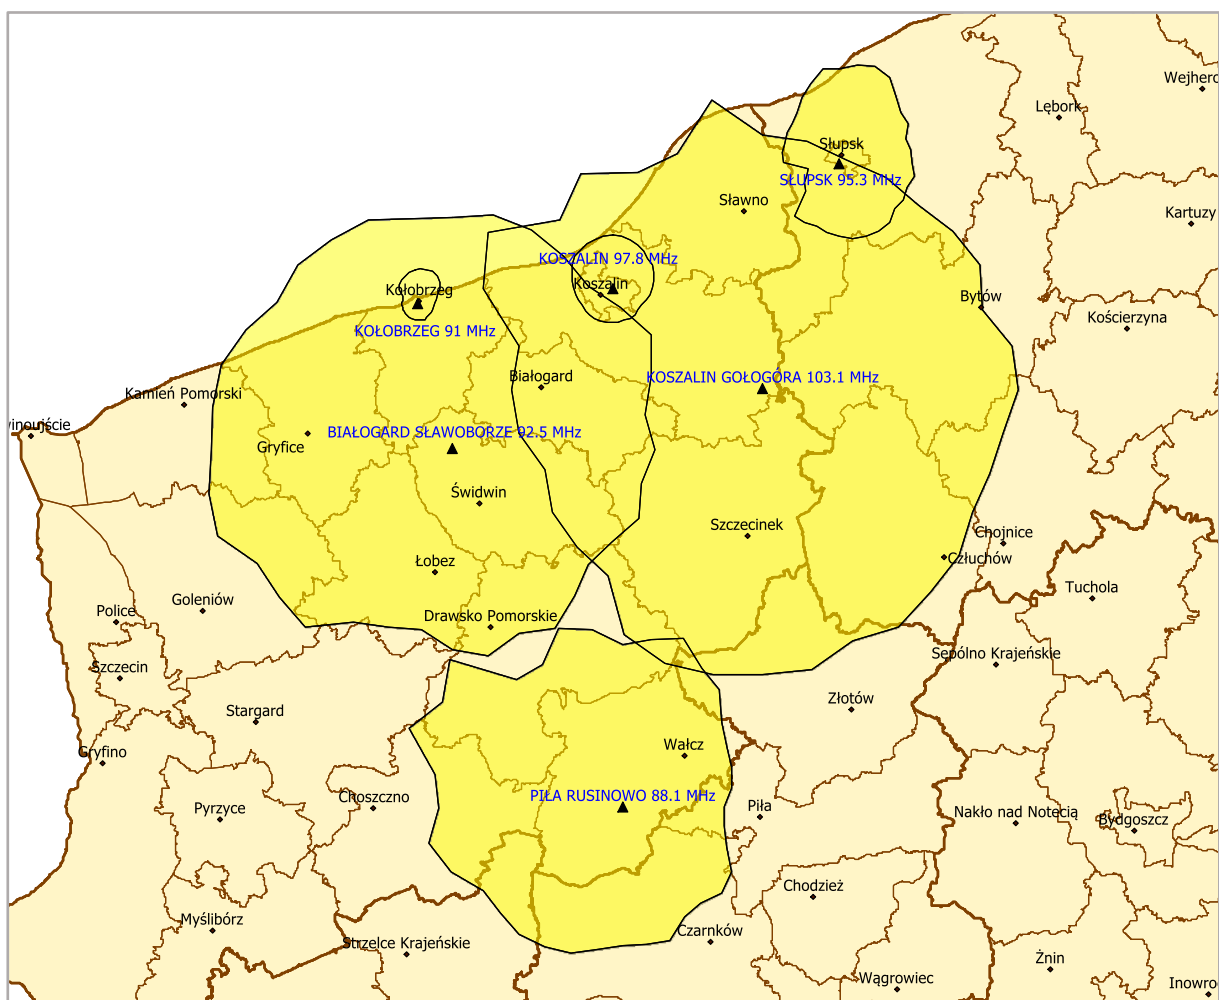 Wejherc
Lębork
Słupsk
SŁUPSK 95.3 MHz
Sławno
Kartuzy
KOSZALIN 97.8 MHz
Koszalin
Kołobrzeg
Bytów
KOŁOBRZEG 91 MHz
Kościerzyna
Białogard
KOSZALIN GOŁOGÓRA 103.1 MHz
Kamień Pomorski
winoujście
BIAŁOGARD SŁAWOBORZE 92.5 MHz
Gryfice
Świdwin
Szczecinek
Chojnice
Człuchów
Łobez
Tuchola
Goleniów
Police
Drawsko Pomorskie
Szczecin
Sępólno Krajeńskie
Złotów
Stargard
Wałcz
Gryfino
PIŁA RUSINOWO 88.1 MHz
Choszczno
Pyrzyce
Piła
Nakło nad Notecią
Bydgoszcz
Chodzież
Myślibórz
Czarnków
Strzelce Krajeńskie
Żnin
Wągrowiec
Inowro